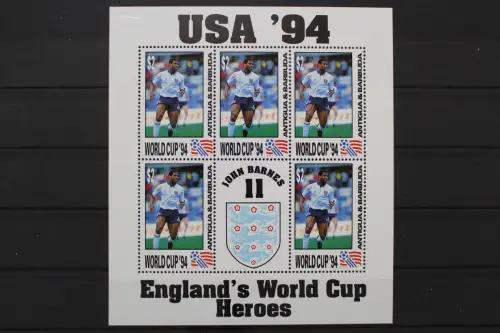 USA '94
$2
ANTIGUA & BARBUDA
WORLD CUP '94
$2
ANTIGUA & BARBUDA
WORLD CUP '94
$2
ANTIGUA & BARBUDA
WORLD CUP '94
$2
ANTIGUA & BARBUDA
WORLD CUP '94
JOHN BARNES
11
$2
ANTIGUA & BARBUDA
WORLD CUP '94
England's World Cup
Heroes